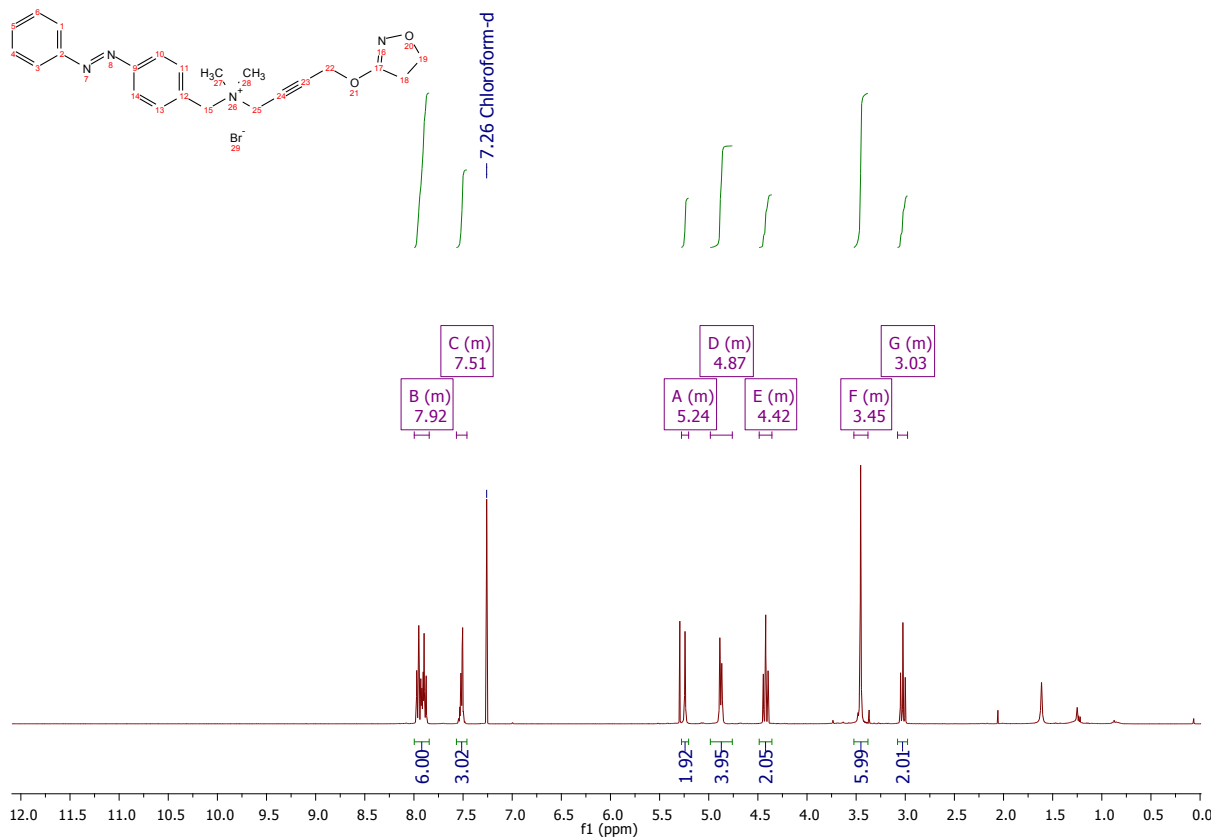 N 16
O 20
19
18
17
O 21
22
23
24
25
CH3 27
CH3 28
N+ 26
15
Br- 29
5
6
1
4
3
2
N 7
N 8
9
10
11
14
13
12
7.26 Chloroform-d
C (m)
7.51
D (m)
4.87
G (m)
3.03
B (m)
7.92
A (m)
5.24
E (m)
4.42
F (m)
3.45
6.00
3.02
1.92
3.95
2.05
5.99
2.01
12.0 11.5 11.0 10.5 10.0 9.5 9.0 8.5 8.0 7.5 7.0 6.5 6.0 5.5 5.0 4.5 4.0 3.5 3.0 2.5 2.0 1.5 1.0 0.5 0.0
f1 (ppm)